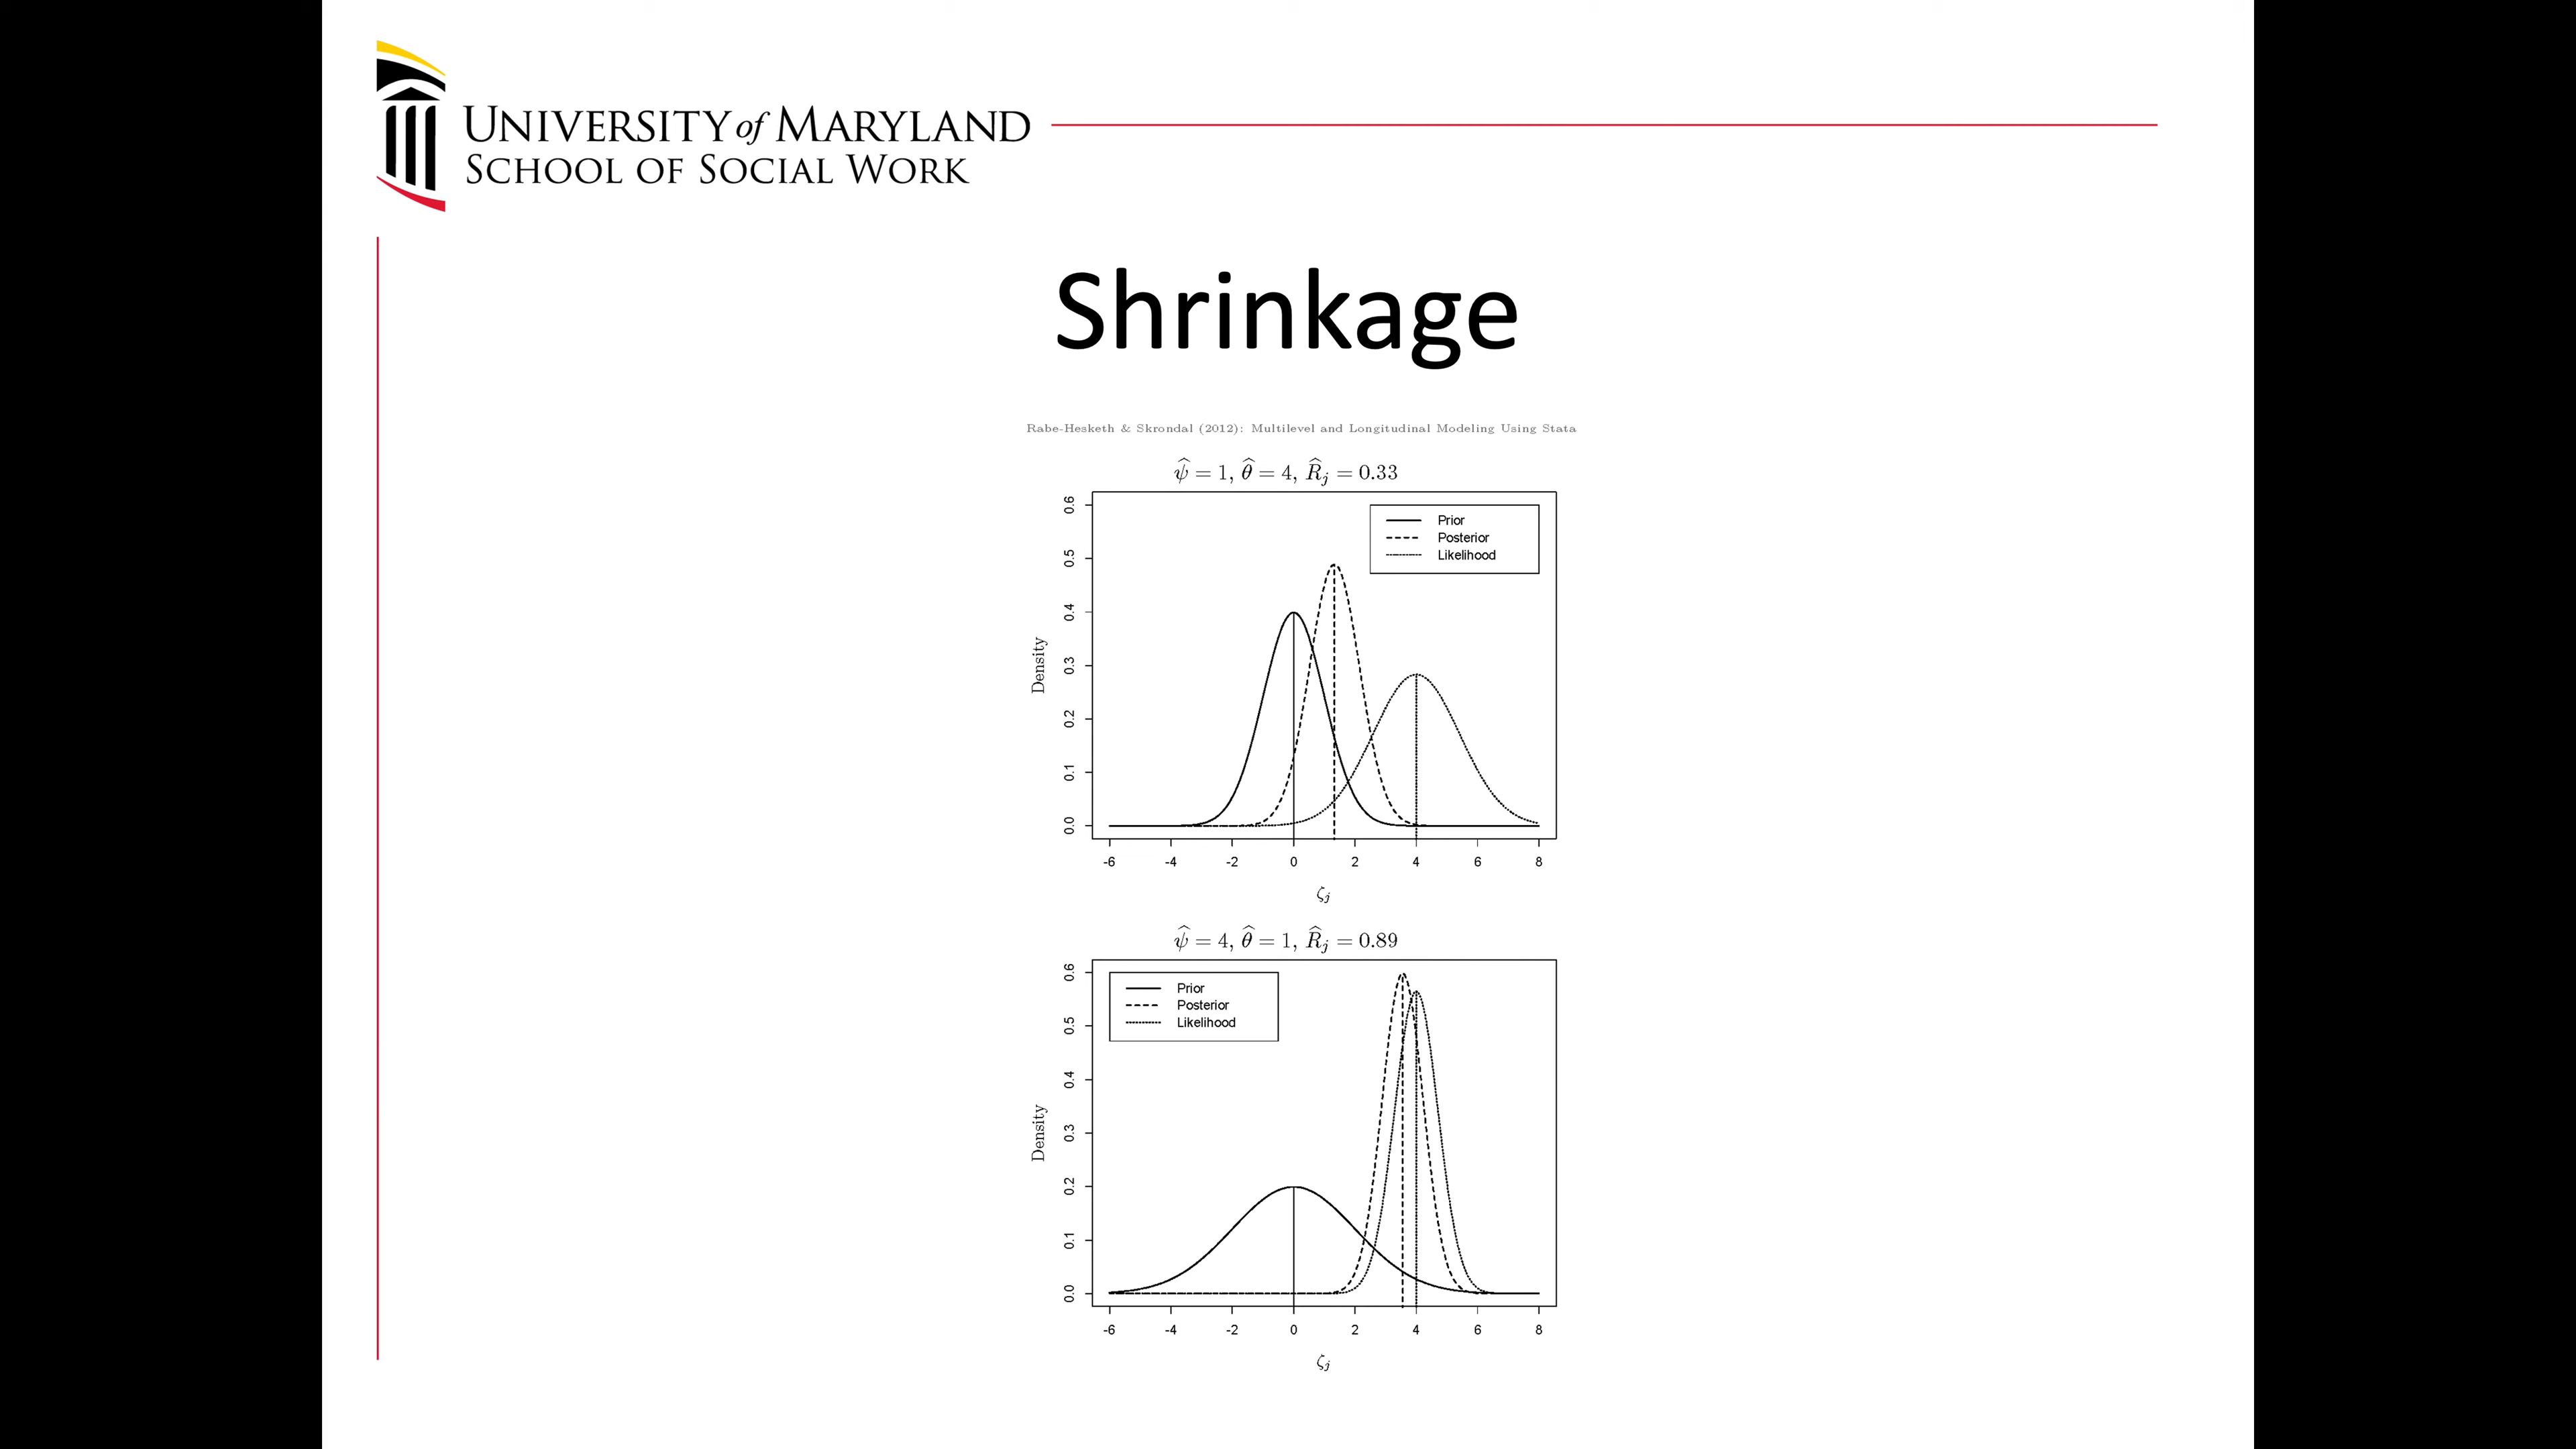 UNIVERSITY of MARYLAND
SCHOOL OF SOCIAL WORK
Shrinkage
Rabe-Hesketh & Skrondal (2012): Multilevel and Longitudinal Modeling Using Stata
ψ̂ = 1, θ̂ = 4, R̂ⱼ = 0.33
Prior
Posterior
Likelihood
Density
0.6
0.5
0.4
0.3
0.2
0.1
0.0
-6 -4 -2 0 2 4 6 8
ζⱼ
ψ̂ = 4, θ̂ = 1, R̂ⱼ = 0.89
Prior
Posterior
Likelihood
Density
0.6
0.5
0.4
0.3
0.2
0.1
0.0
-6 -4 -2 0 2 4 6 8
ζⱼ